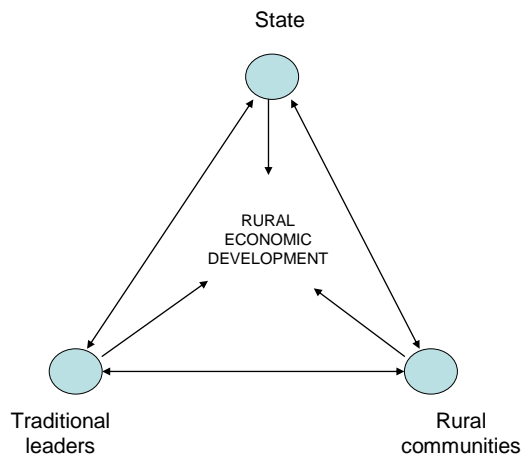 State
RURAL
ECONOMIC
DEVELOPMENT
Traditional
leaders
Rural
communities